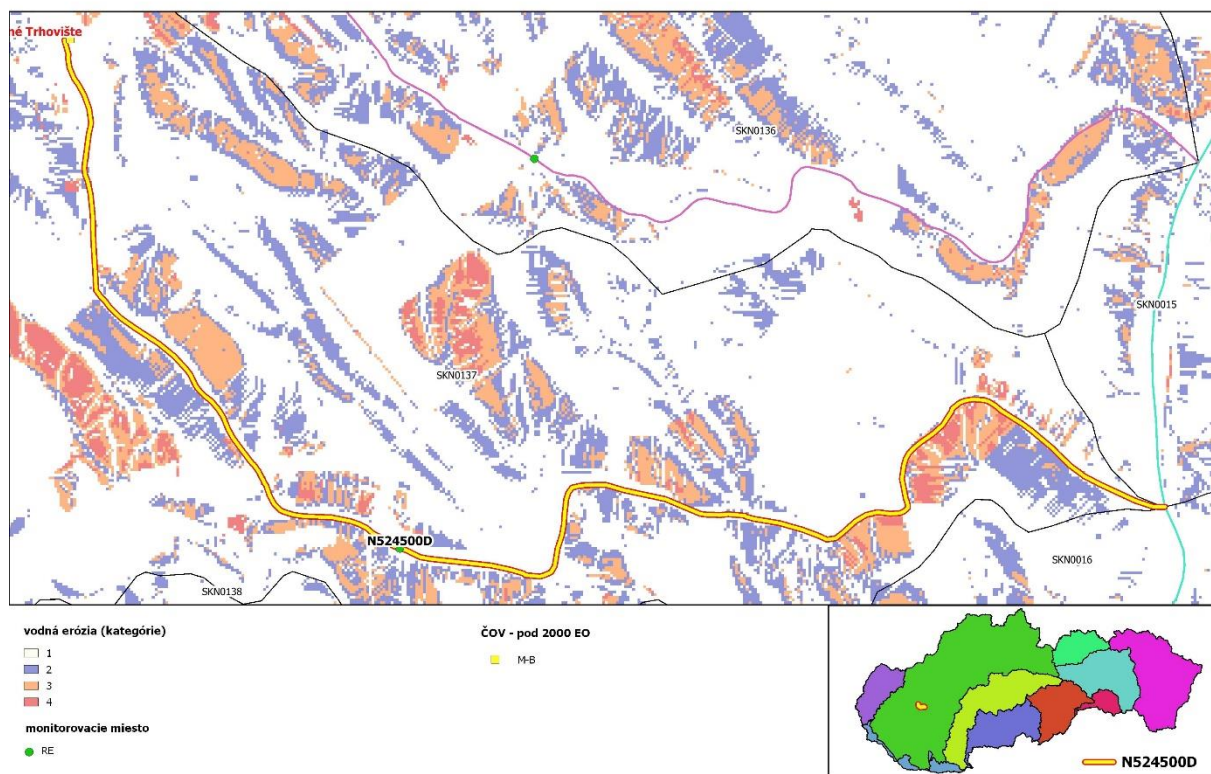 né Trhovište
SKN0136
SKN0015
SKN0137
N524500D
SKN0016
SKN0138
vodná erózia (kategórie)
1
2
3
4
monitorovacie miesto
RE
ČOV - pod 2000 EO
M-B
N524500D